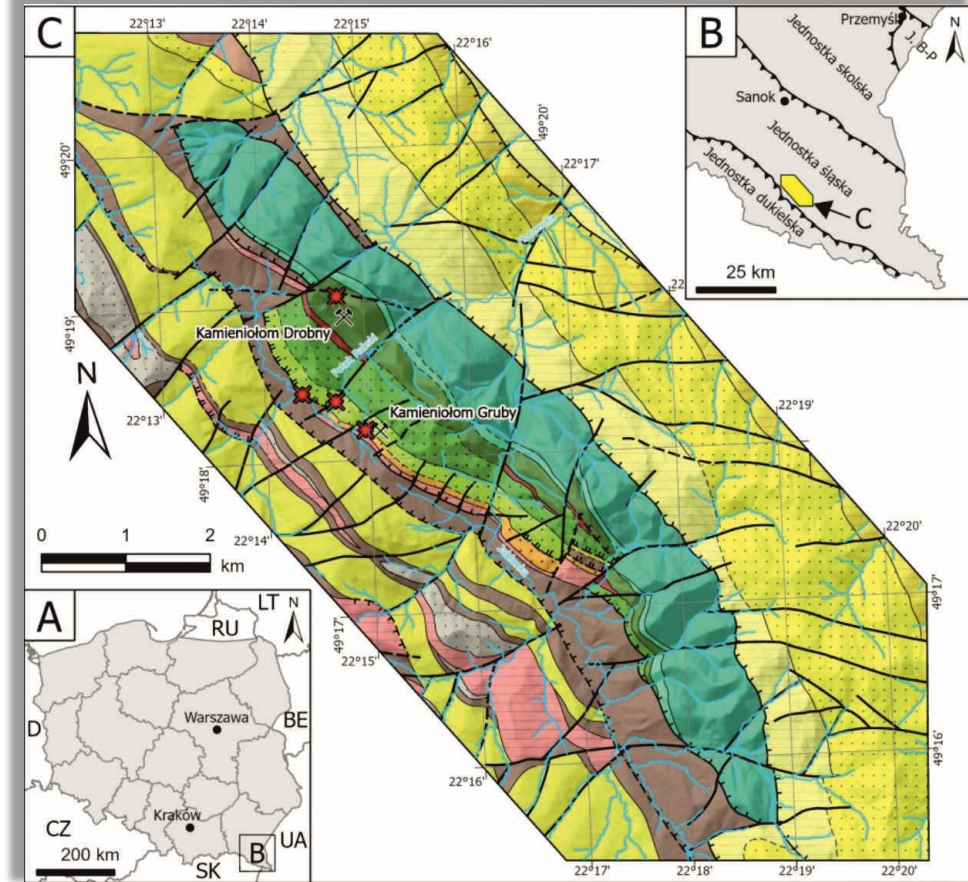 C
22°13'
22°14'
22°15'
22°16'
49°20'
22°17'
B
Przemyśl
N
J. B-P
Jednostka skolska
Sanok
Jednostka śląska
Jednostka dukielska
C
25 km
49°20'
49°19'
Kamieniołom Drobny
Kamieniołom Gruby
N
22°13'
49°18'
22°14'
22°19'
22°20'
49°17'
0 1 2
km
49°17'
22°15'
49°16'
22°16'
22°17'
22°18'
22°19'
22°20'
A
LT
N
RU
Warszawa
D
BE
Kraków
CZ
UA
B
200 km
SK